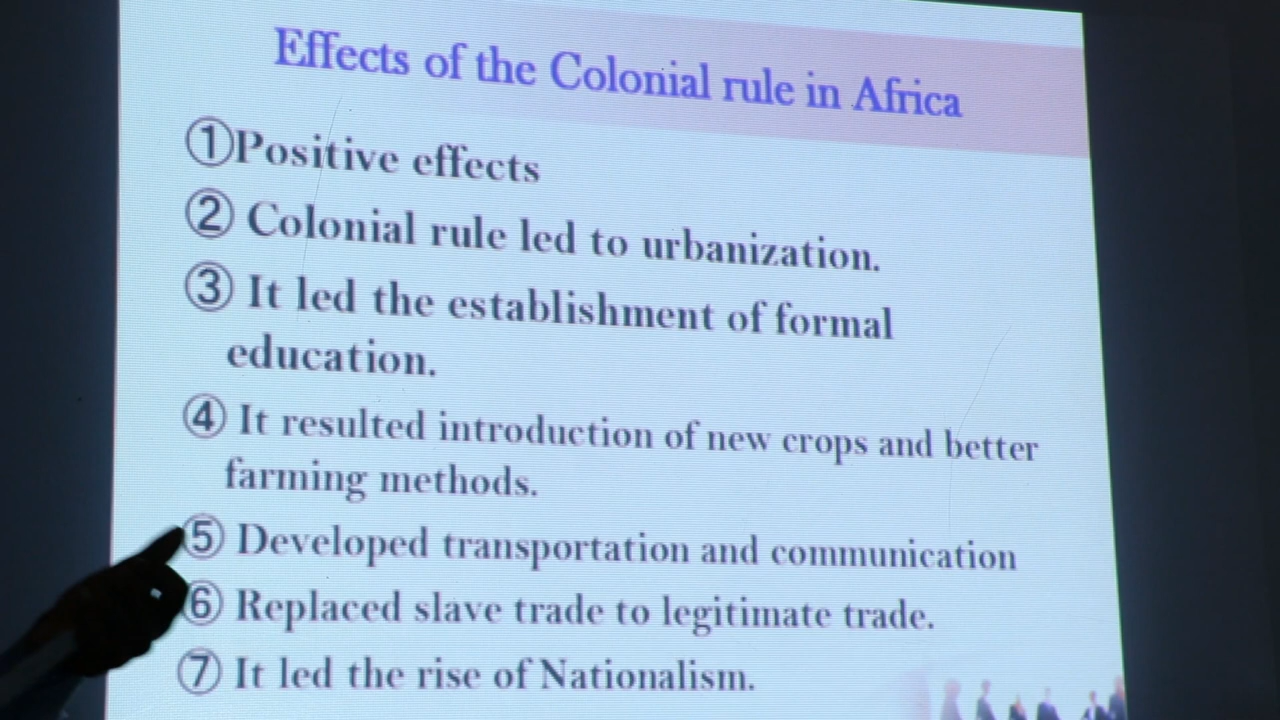 Effects of the Colonial rule in Africa
①Positive effects
② Colonial rule led to urbanization.
③ It led the establishment of formal
education.
④ It resulted introduction of new crops and better
farming methods.
⑤ Developed transportation and communication
⑥ Replaced slave trade to legitimate trade.
⑦ It led the rise of Nationalism.